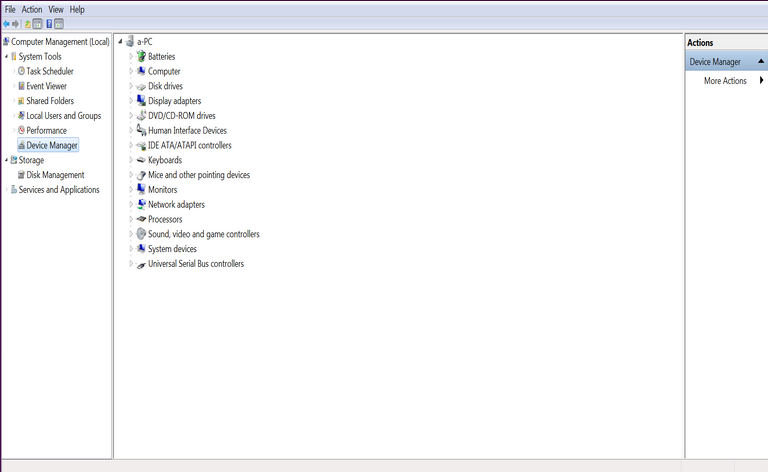 File Action View Help
Computer Management (Local)
System Tools
Task Scheduler
Event Viewer
Shared Folders
Local Users and Groups
Performance
Device Manager
Storage
Disk Management
Services and Applications
a-PC
Batteries
Computer
Disk drives
Display adapters
DVD/CD-ROM drives
Human Interface Devices
IDE ATA/ATAPI controllers
Keyboards
Mice and other pointing devices
Monitors
Network adapters
Processors
Sound, video and game controllers
System devices
Universal Serial Bus controllers
Actions
Device Manager
More Actions